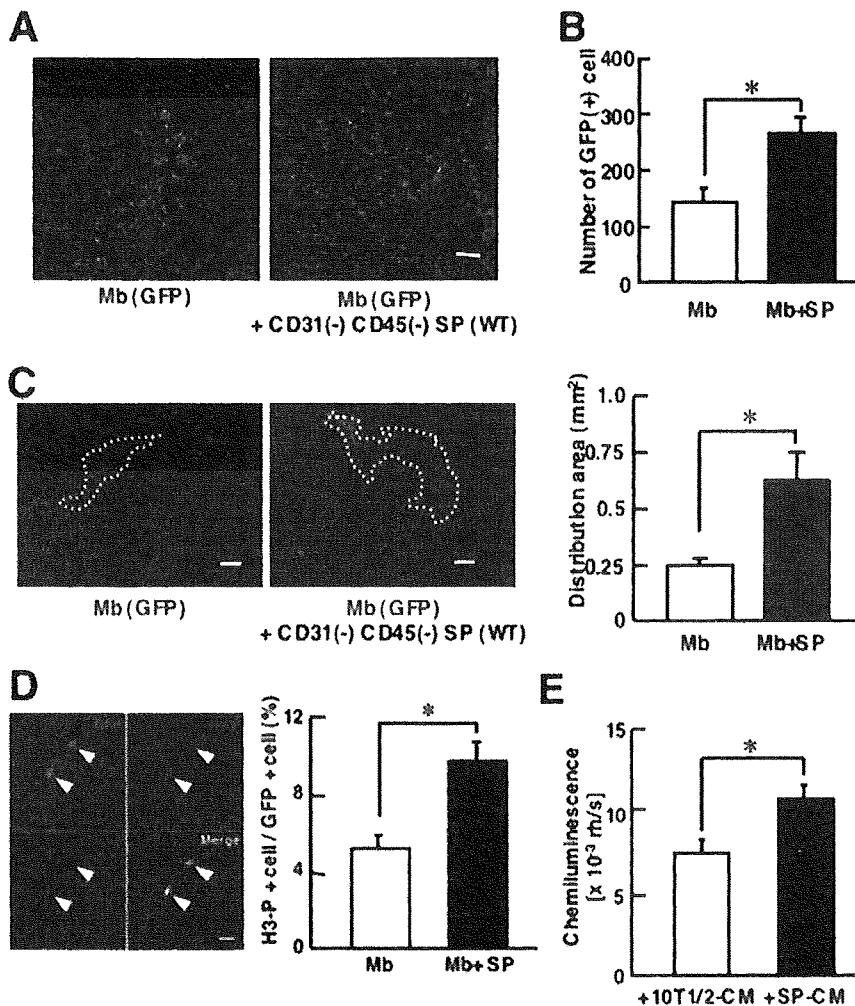 A
Mb (GFP)
Mb (GFP)
+ CD31(-) CD45(-) SP (WT)
B
Number of GFP(+) cell
400
300
200
100
0
*
Mb
Mb+SP
C
Mb (GFP)
Mb (GFP)
+ CD31(-) CD45(-) SP (WT)
Distribution area (mm²)
1.0
0.75
0.25
0
*
Mb
Mb+SP
D
Merge
H3-P +cell / GFP +cell (%)
12
8
4
0
*
Mb
Mb+SP
E
Chemiluminescence
[x 10⁻³ rh/s)
15
10
5
0
*
+10T1/2-CM
+SP-CM